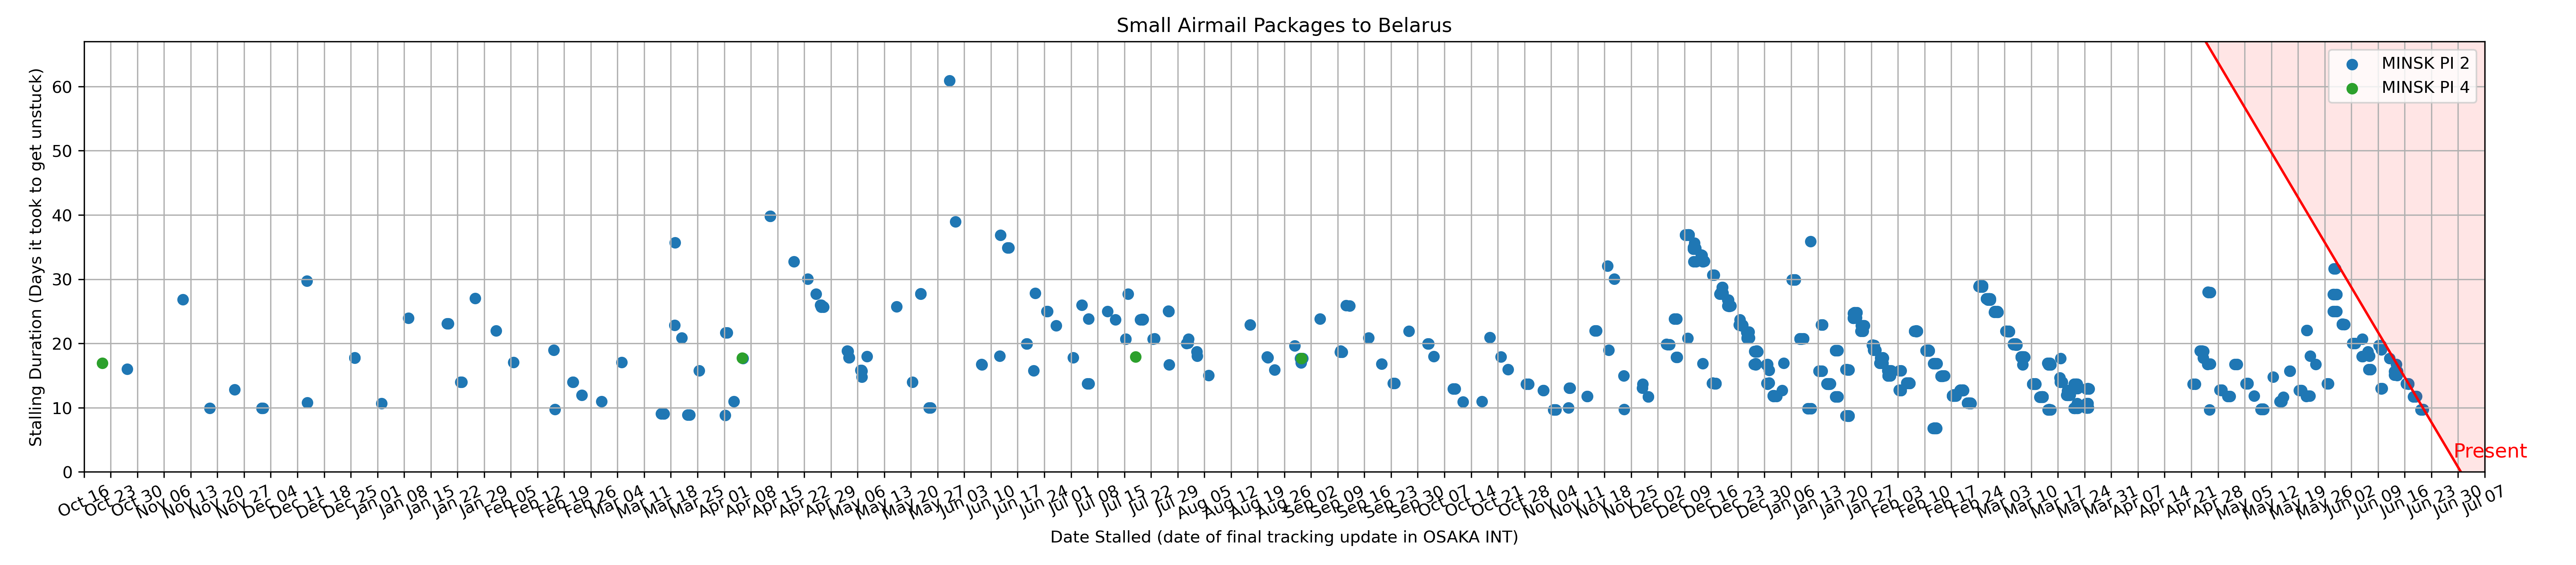 Small Airmail Packages to Belarus
Stalling Duration (Days it took to get unstuck)
60
50
40
30
20
10
0
MINSK PI 2
MINSK PI 4
Present
Oct 16
Oct 23
Oct 30
Nov 06
Nov 13
Nov 20
Nov 27
Dec 04
Dec 11
Dec 18
Dec 25
Jan 01
Jan 08
Jan 15
Jan 22
Jan 29
Feb 05
Feb 12
Feb 19
Feb 26
Mar 04
Mar 11
Mar 18
Mar 25
Apr 01
Apr 08
Apr 15
Apr 22
Apr 29
May 06
May 13
May 20
May 27
Jun 03
Jun 10
Jun 17
Jun 24
Jul 01
Jul 08
Jul 15
Jul 22
Jul 29
Aug 05
Aug 12
Aug 19
Aug 26
Sep 02
Sep 09
Sep 16
Sep 23
Sep 30
Oct 07
Oct 14
Oct 21
Oct 28
Nov 04
Nov 11
Nov 18
Nov 25
Dec 02
Dec 09
Dec 16
Dec 23
Dec 30
Jan 06
Jan 13
Jan 20
Jan 27
Feb 03
Feb 10
Feb 17
Feb 24
Mar 03
Mar 10
Mar 17
Mar 24
Mar 31
Apr 07
Apr 14
Apr 21
Apr 28
May 05
May 12
May 19
May 26
Jun 02
Jun 09
Jun 16
Jun 23
Jun 30
Jul 07
Date Stalled (date of final tracking update in OSAKA INT)